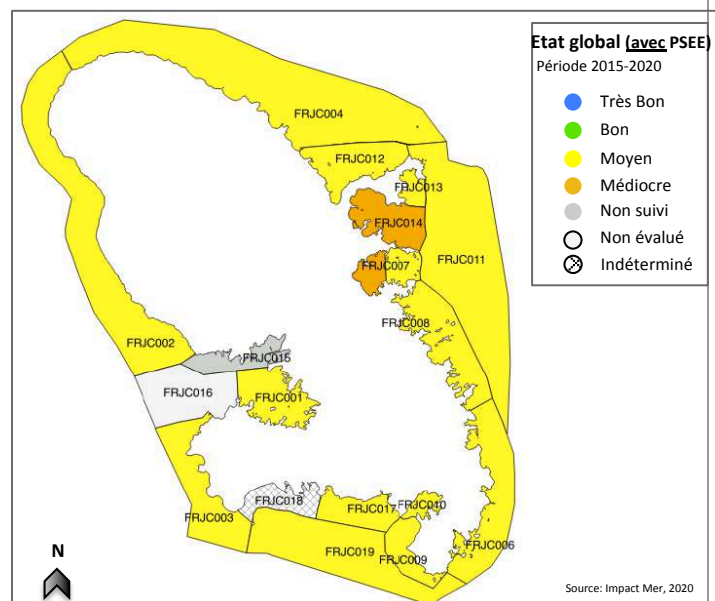 Etat global (avec PSEE)
Période 2015-2020
Très Bon
Bon
Moyen
Médiocre
Non suivi
Non évalué
Indéterminé
FRJC004
FRJC012
FRJC013
FRJC014
FRJC011
FRJC007
FRJC008
FRJC002
FRJC015
FRJC016
FRJC001
FRJC018
FRJC017
FRJC010
FRJC003
FRJC019
FRJC009
FRJC006
N
Source: Impact Mer, 2020